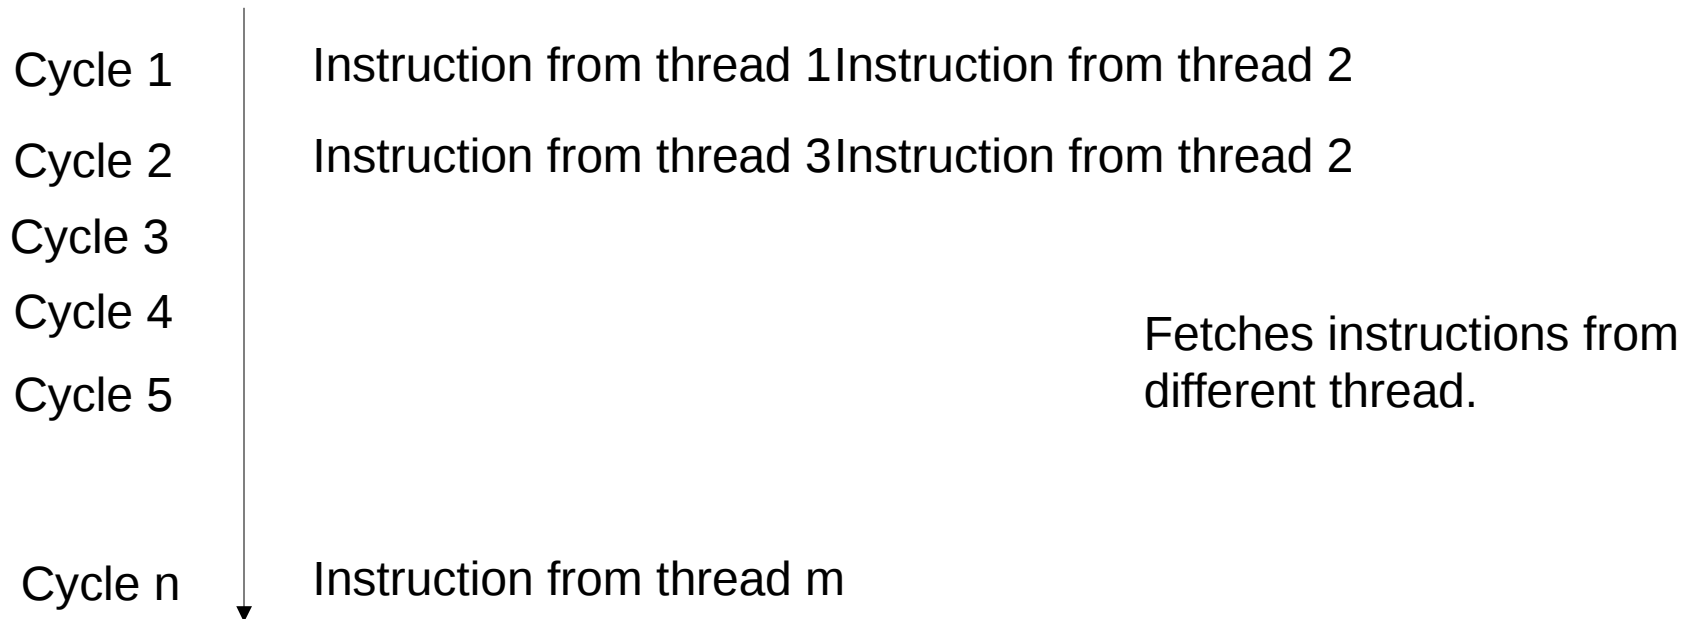 Cycle 1 Instruction from thread 1Instruction from thread 2
Cycle 2 Instruction from thread 3Instruction from thread 2
Cycle 3
Cycle 4
Cycle 5
Fetches instructions from
different thread.
Cycle n Instruction from thread m